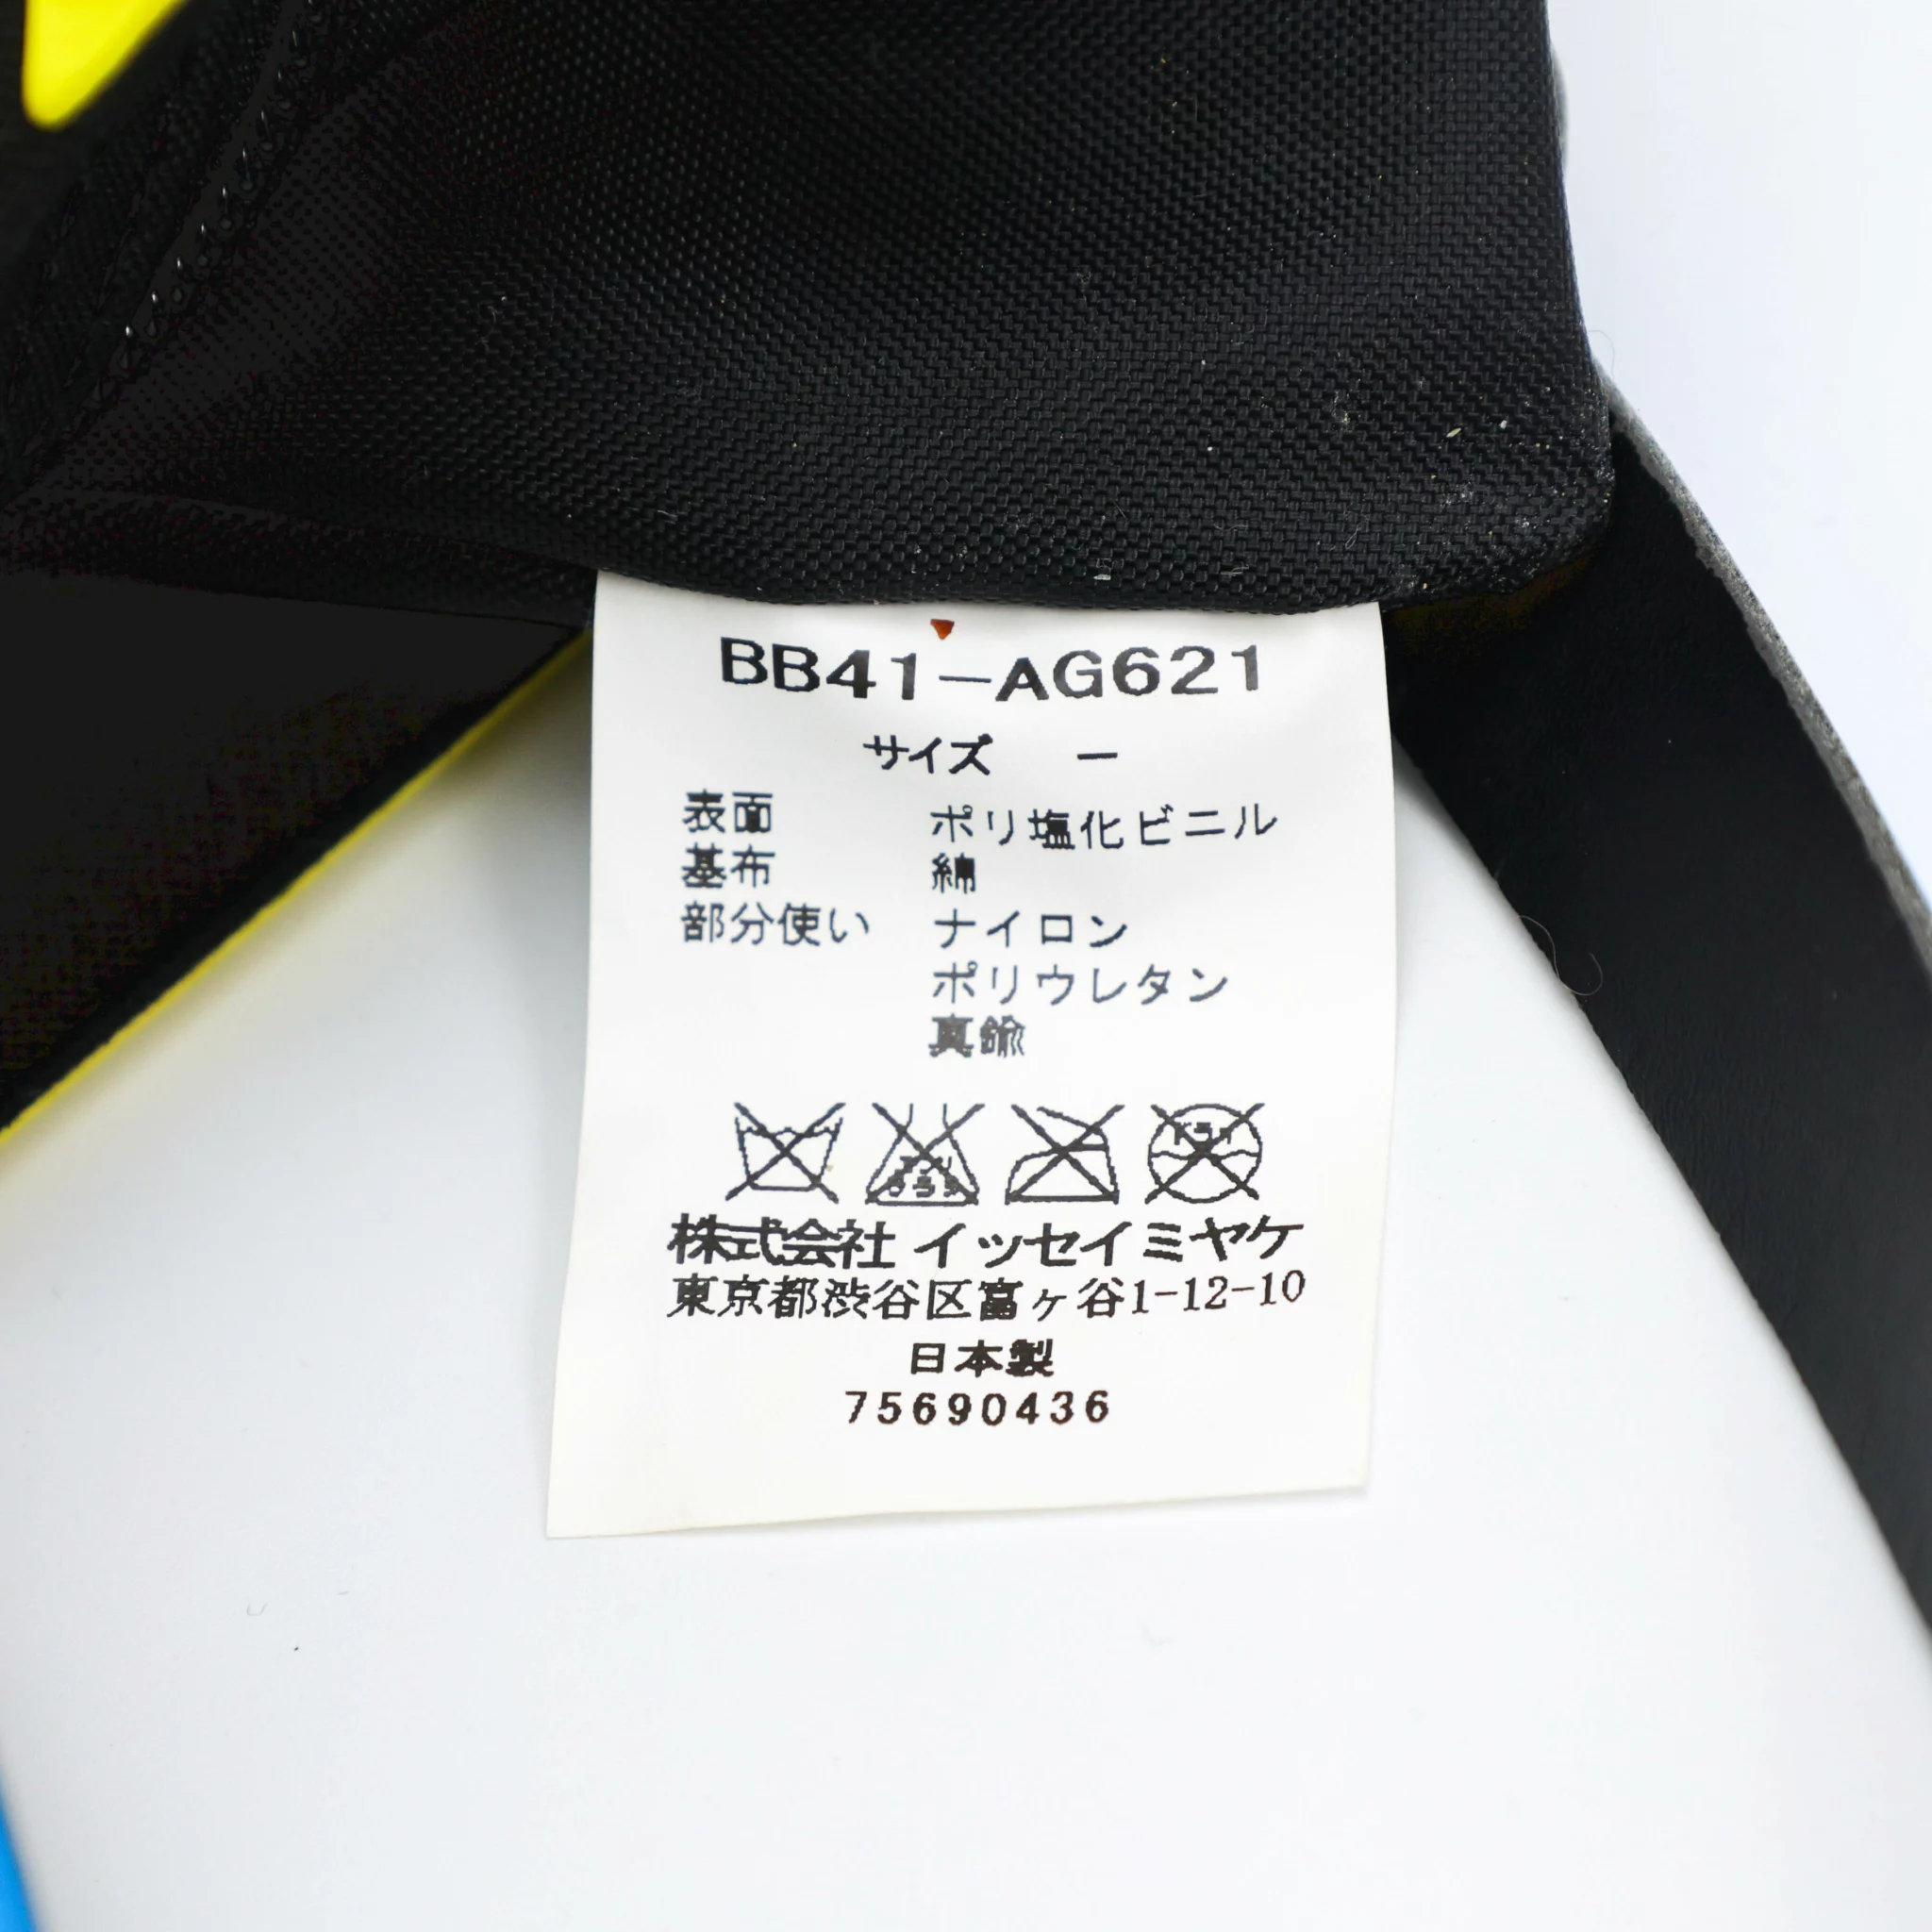 BB41-AG621
サイズ －
表面 ポリ塩化ビニル
基布 綿
部分使い ナイロン
ポリウレタン
真鍮
株式会社 イッセイミヤケ
東京都渋谷区富ヶ谷1-12-10
日本製
75690436